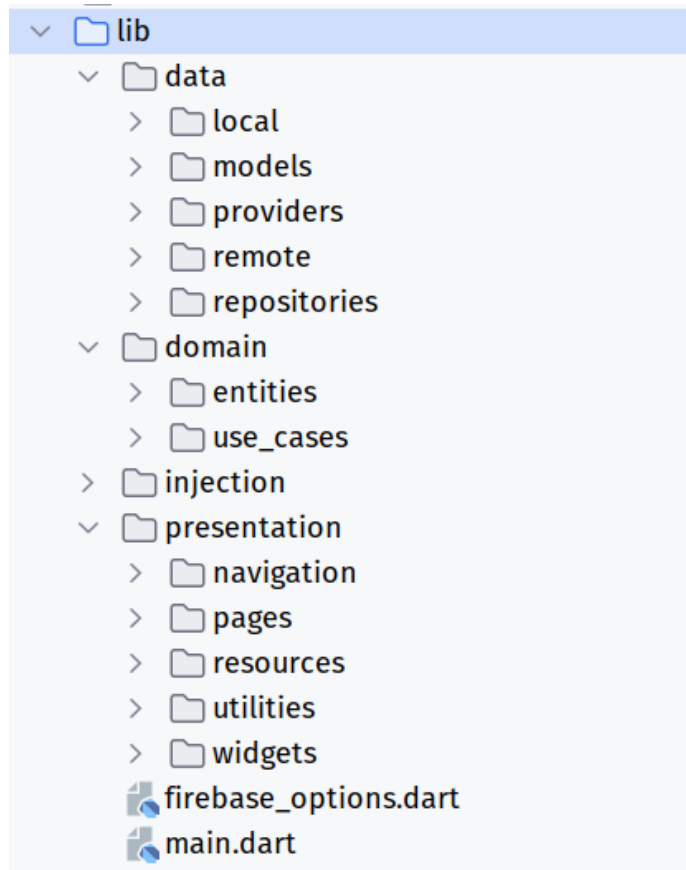 lib
data
local
models
providers
remote
repositories
domain
entities
use_cases
injection
presentation
navigation
pages
resources
utilities
widgets
firebase_options.dart
main.dart